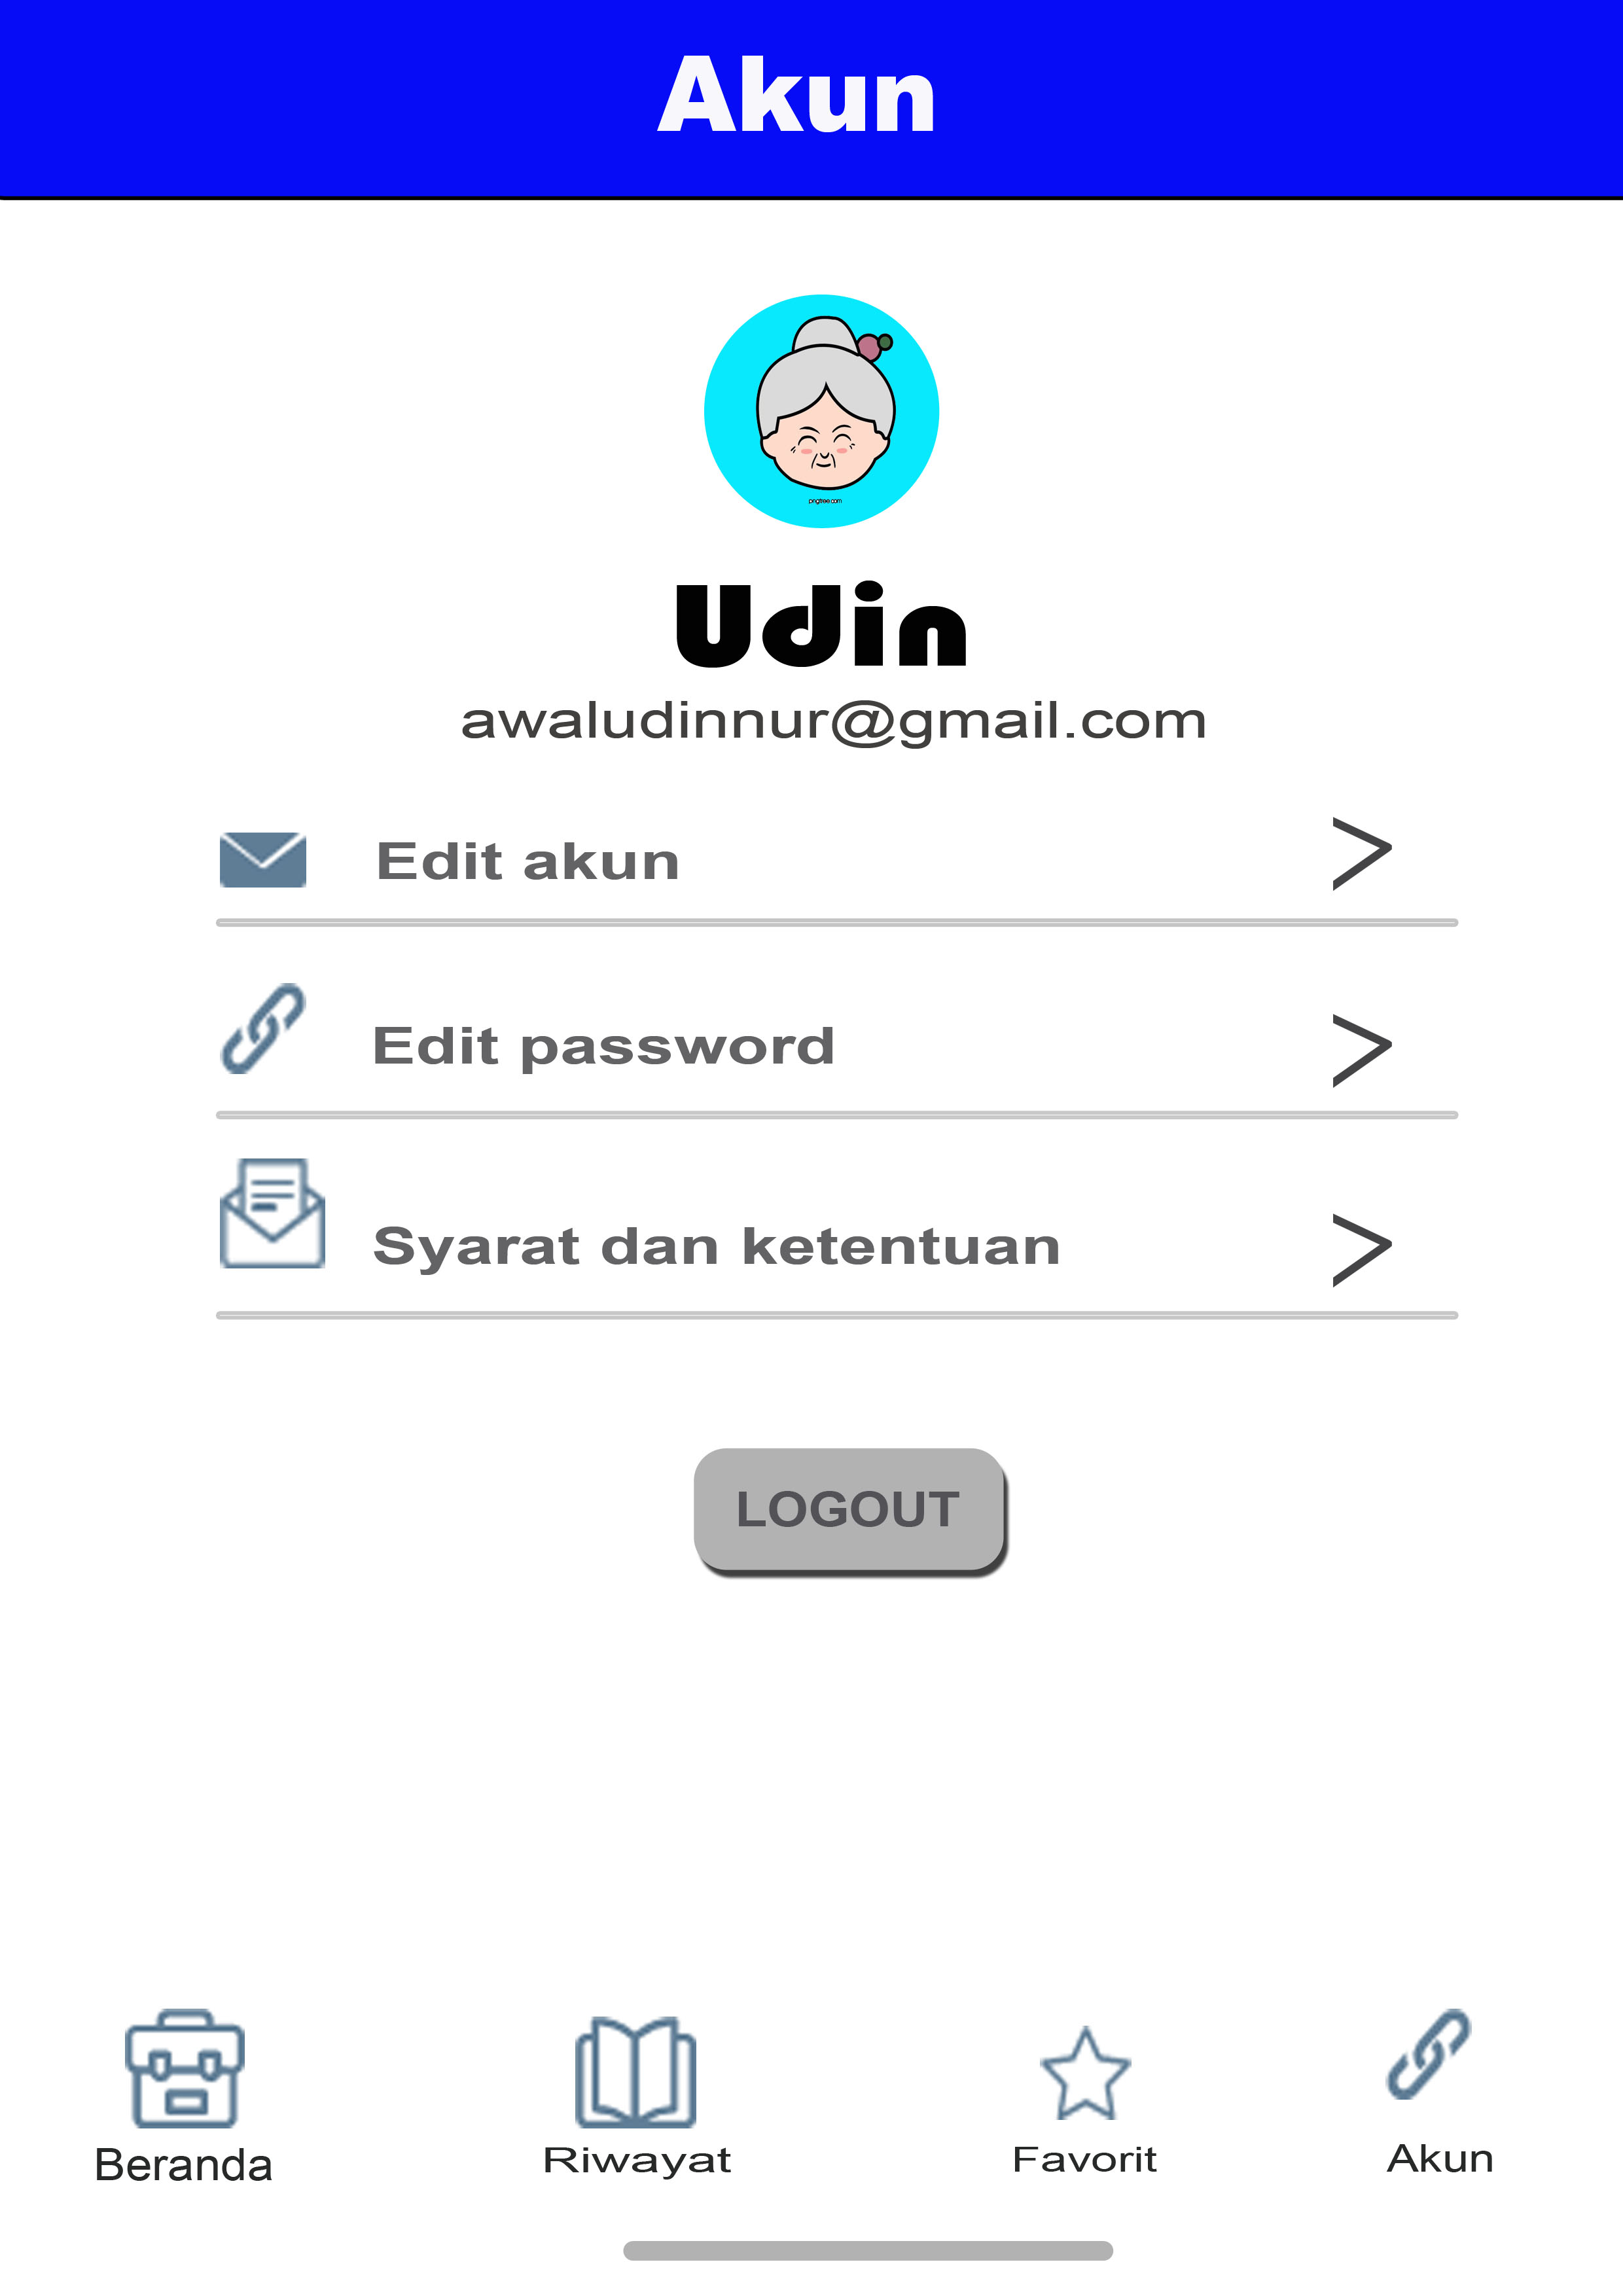 Akun
pngtree.com
Udin
awaludinnur@gmail.com
Edit akun
>
Edit password
>
Syarat dan ketentuan
>
LOGOUT
Beranda
Riwayat
Favorit
Akun